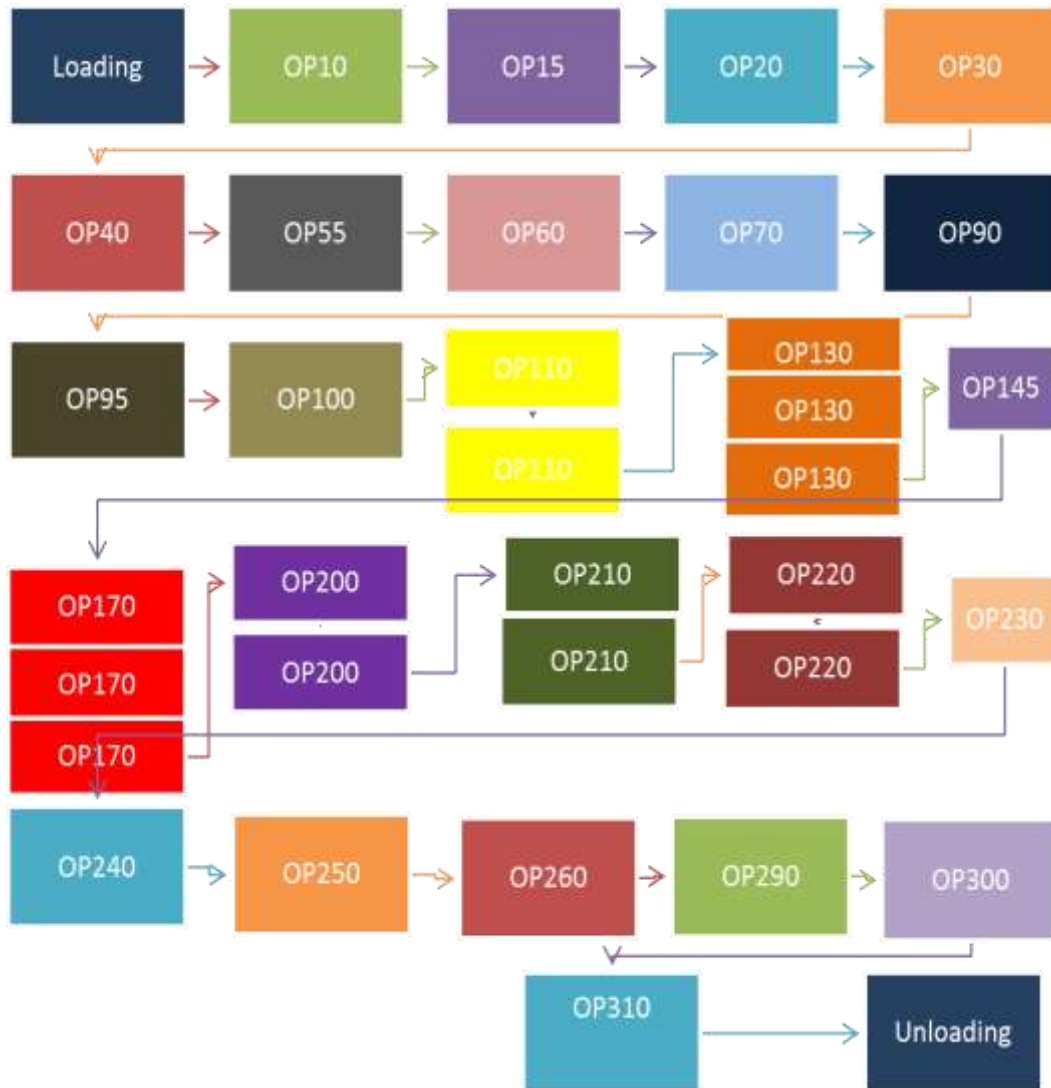 Loading
OP10
OP15
OP20
OP30
OP40
OP55
OP60
OP70
OP90
OP95
OP100
OP110
OP110
OP130
OP130
OP130
OP145
OP170
OP170
OP170
OP200
OP200
OP210
OP210
OP220
OP220
OP230
OP240
OP250
OP260
OP290
OP300
OP310
Unloading